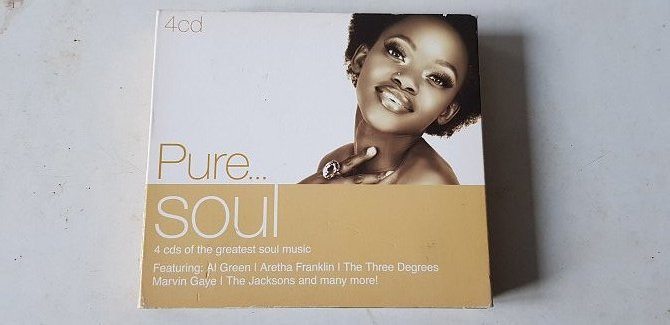 4cd
Pure...
soul
4 cds of the greatest soul music
Featuring: Al Green | Aretha Franklin | The Three Degrees
Marvin Gaye | The Jacksons and many more!